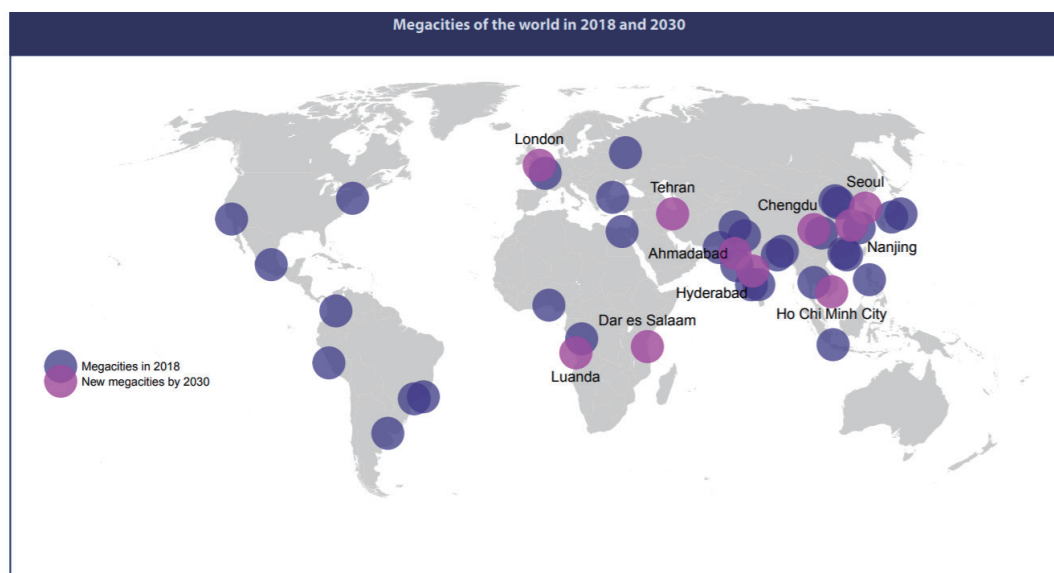 Megacities of the world in 2018 and 2030
London
Tehran
Seoul
Chengdu
Nanjing
Ahmadabad
Hyderabad
Ho Chi Minh City
Dar es Salaam
Luanda
Megacities in 2018
New megacities by 2030